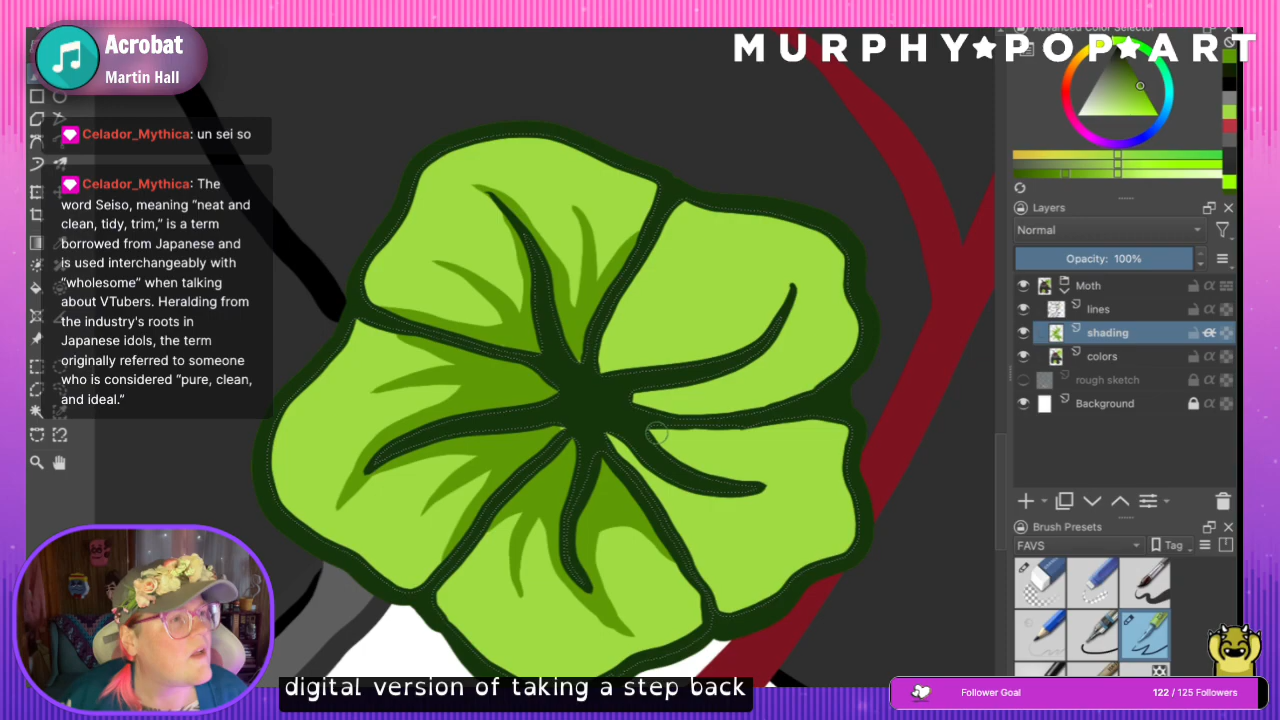 Acrobat
Martin Hall
MURPHY★POP★ART
Celador_Mythica: un sei so
Celador_Mythica: The
word Seiso, meaning “neat and
clean, tidy, trim,” is a term
borrowed from Japanese and
is used interchangeably with
“wholesome” when talking
about VTubers. Heralding from
the industry's roots in
Japanese idols, the term
originally referred to someone
who is considered “pure, clean,
and ideal.”
Advanced Color Selector
Layers
Normal
Opacity: 100%
Moth
lines
shading
colors
rough sketch
Background
Brush Presets
FAVS
Tag
digital version of taking a step back
Follower Goal
122 / 125 Followers